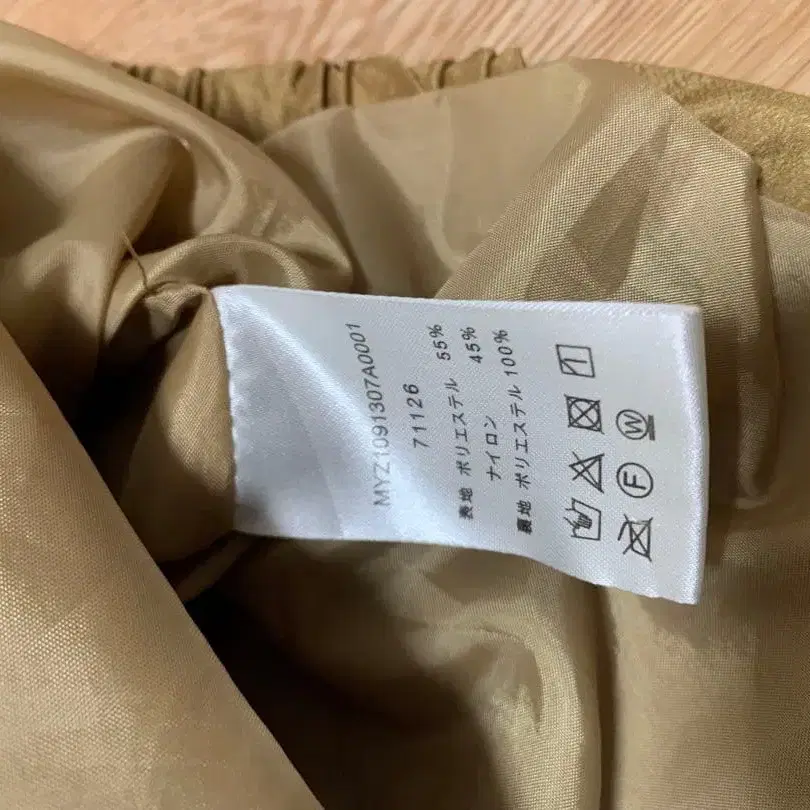 MYZ1091307A0001
71126
表地 ポリエステル 55%
ナイロン 45%
裏地 ポリエステル 100%
F W